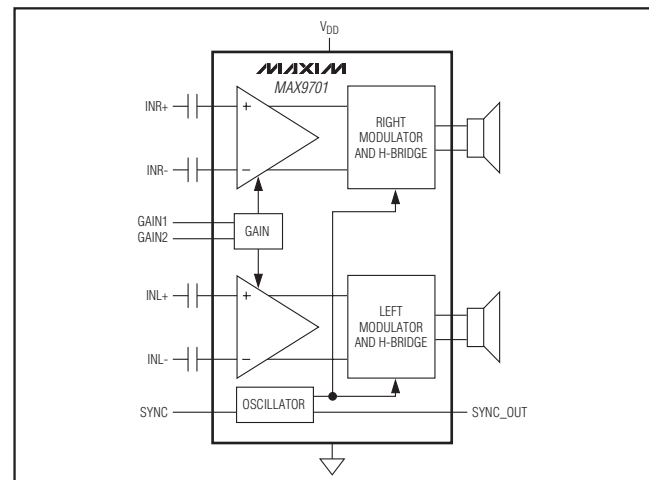 VDD
MAXIM
MAX9701
INR+
+
RIGHT
MODULATOR
AND H-BRIDGE
INR-
−
GAIN1
GAIN2
GAIN
INL+
+
LEFT
MODULATOR
AND H-BRIDGE
INL-
−
SYNC
OSCILLATOR
SYNC_OUT